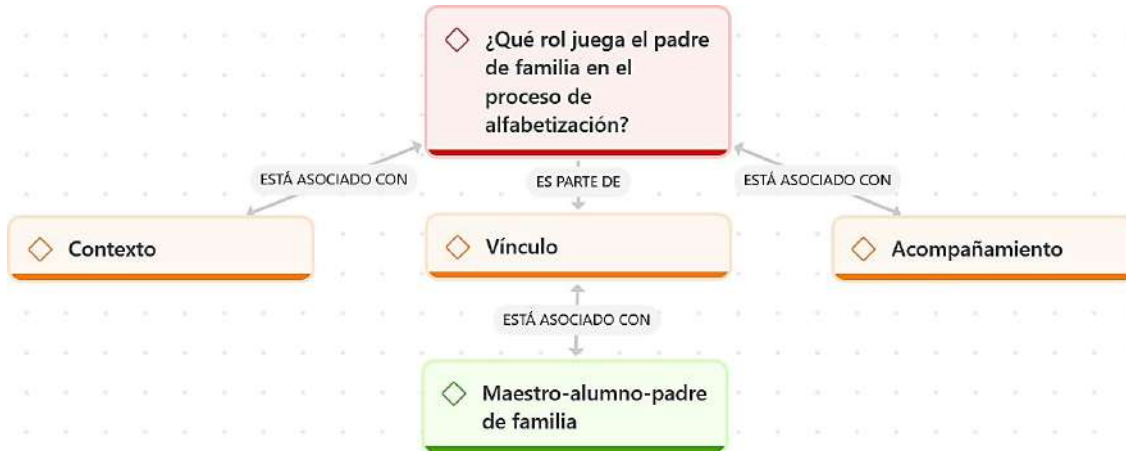 ¿Qué rol juega el padre
de familia en el
proceso de
alfabetización?
ESTÁ ASOCIADO CON
ES PARTE DE
ESTÁ ASOCIADO CON
Contexto
Vínculo
Acompañamiento
ESTÁ ASOCIADO CON
Maestro-alumno-padre
de familia